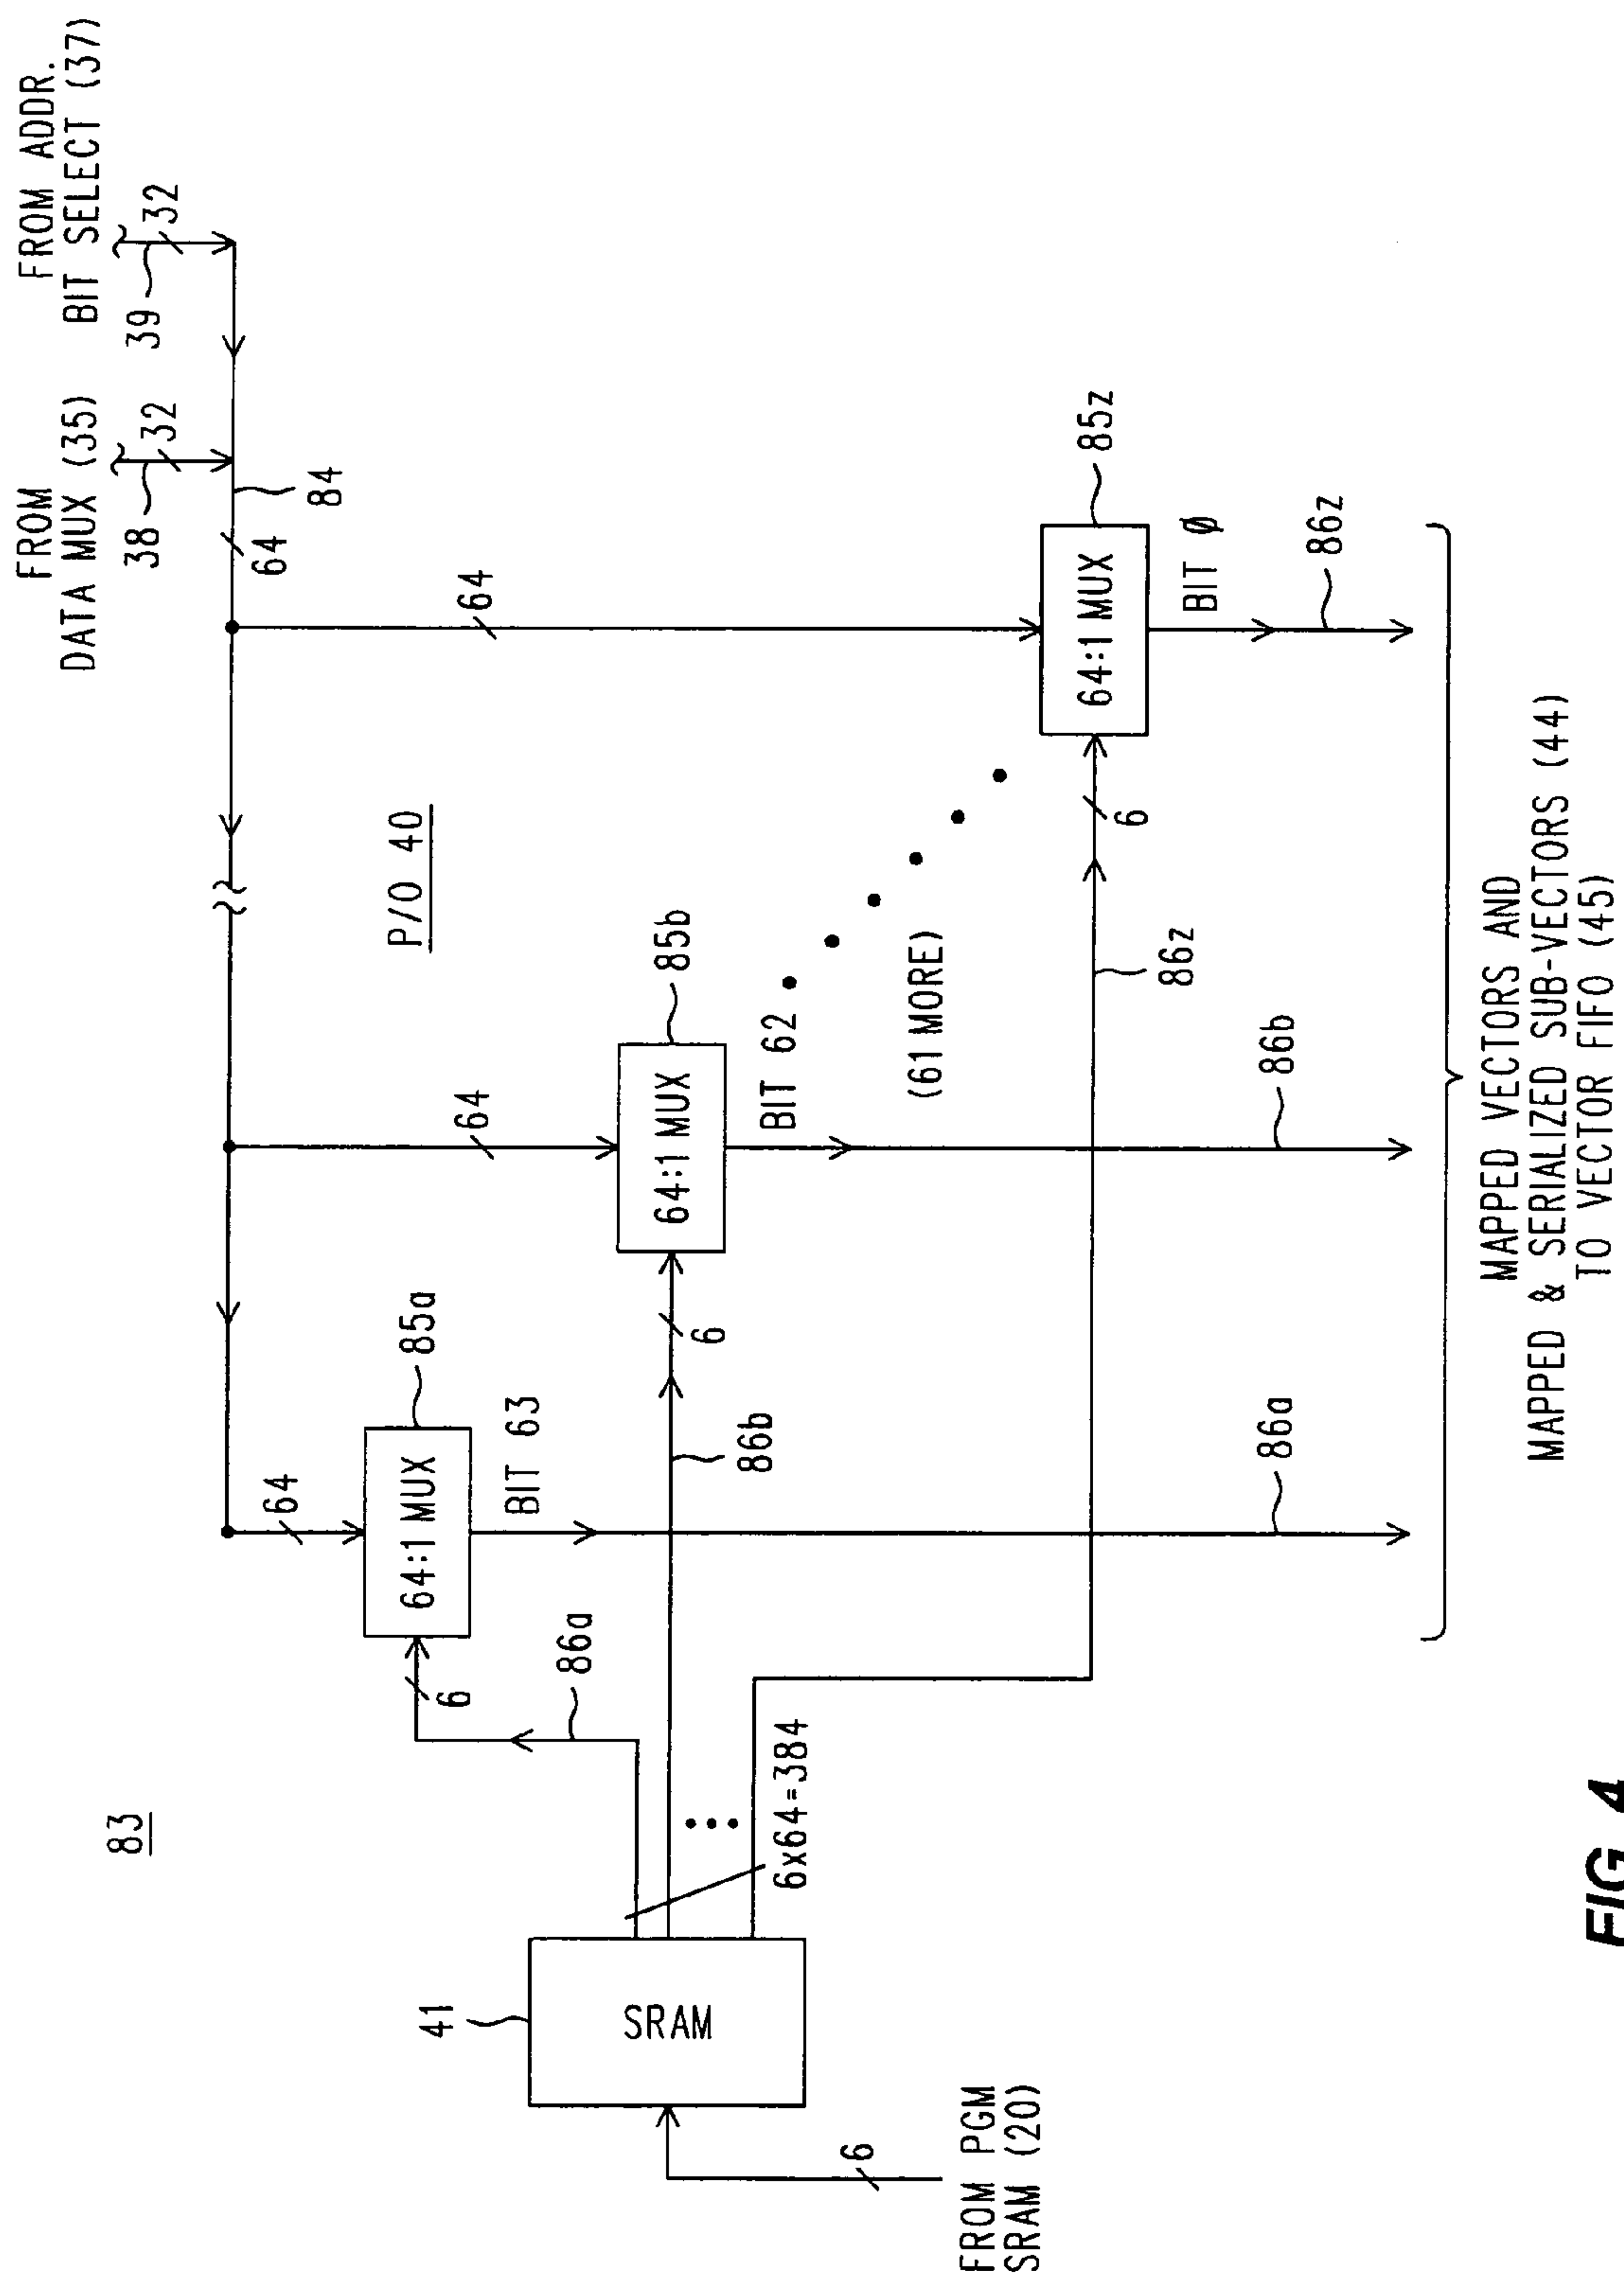 83
FROM
DATA MUX (35)
FROM ADDR.
BIT SELECT (37)
38
32
39
32
64
84
64
64
64
P/O 40
64:1 MUX
85a
6
86a
BIT 63
64:1 MUX
85b
6
86b
BIT 62
(61 MORE)
64:1 MUX
85z
6
86z
BIT Ø
41
SRAM
6x64=384
6
FROM PGM
SRAM (20)
86a
86b
86z
MAPPED VECTORS AND
MAPPED & SERIALIZED SUB-VECTORS (44)
TO VECTOR FIFO (45)
FIG 4